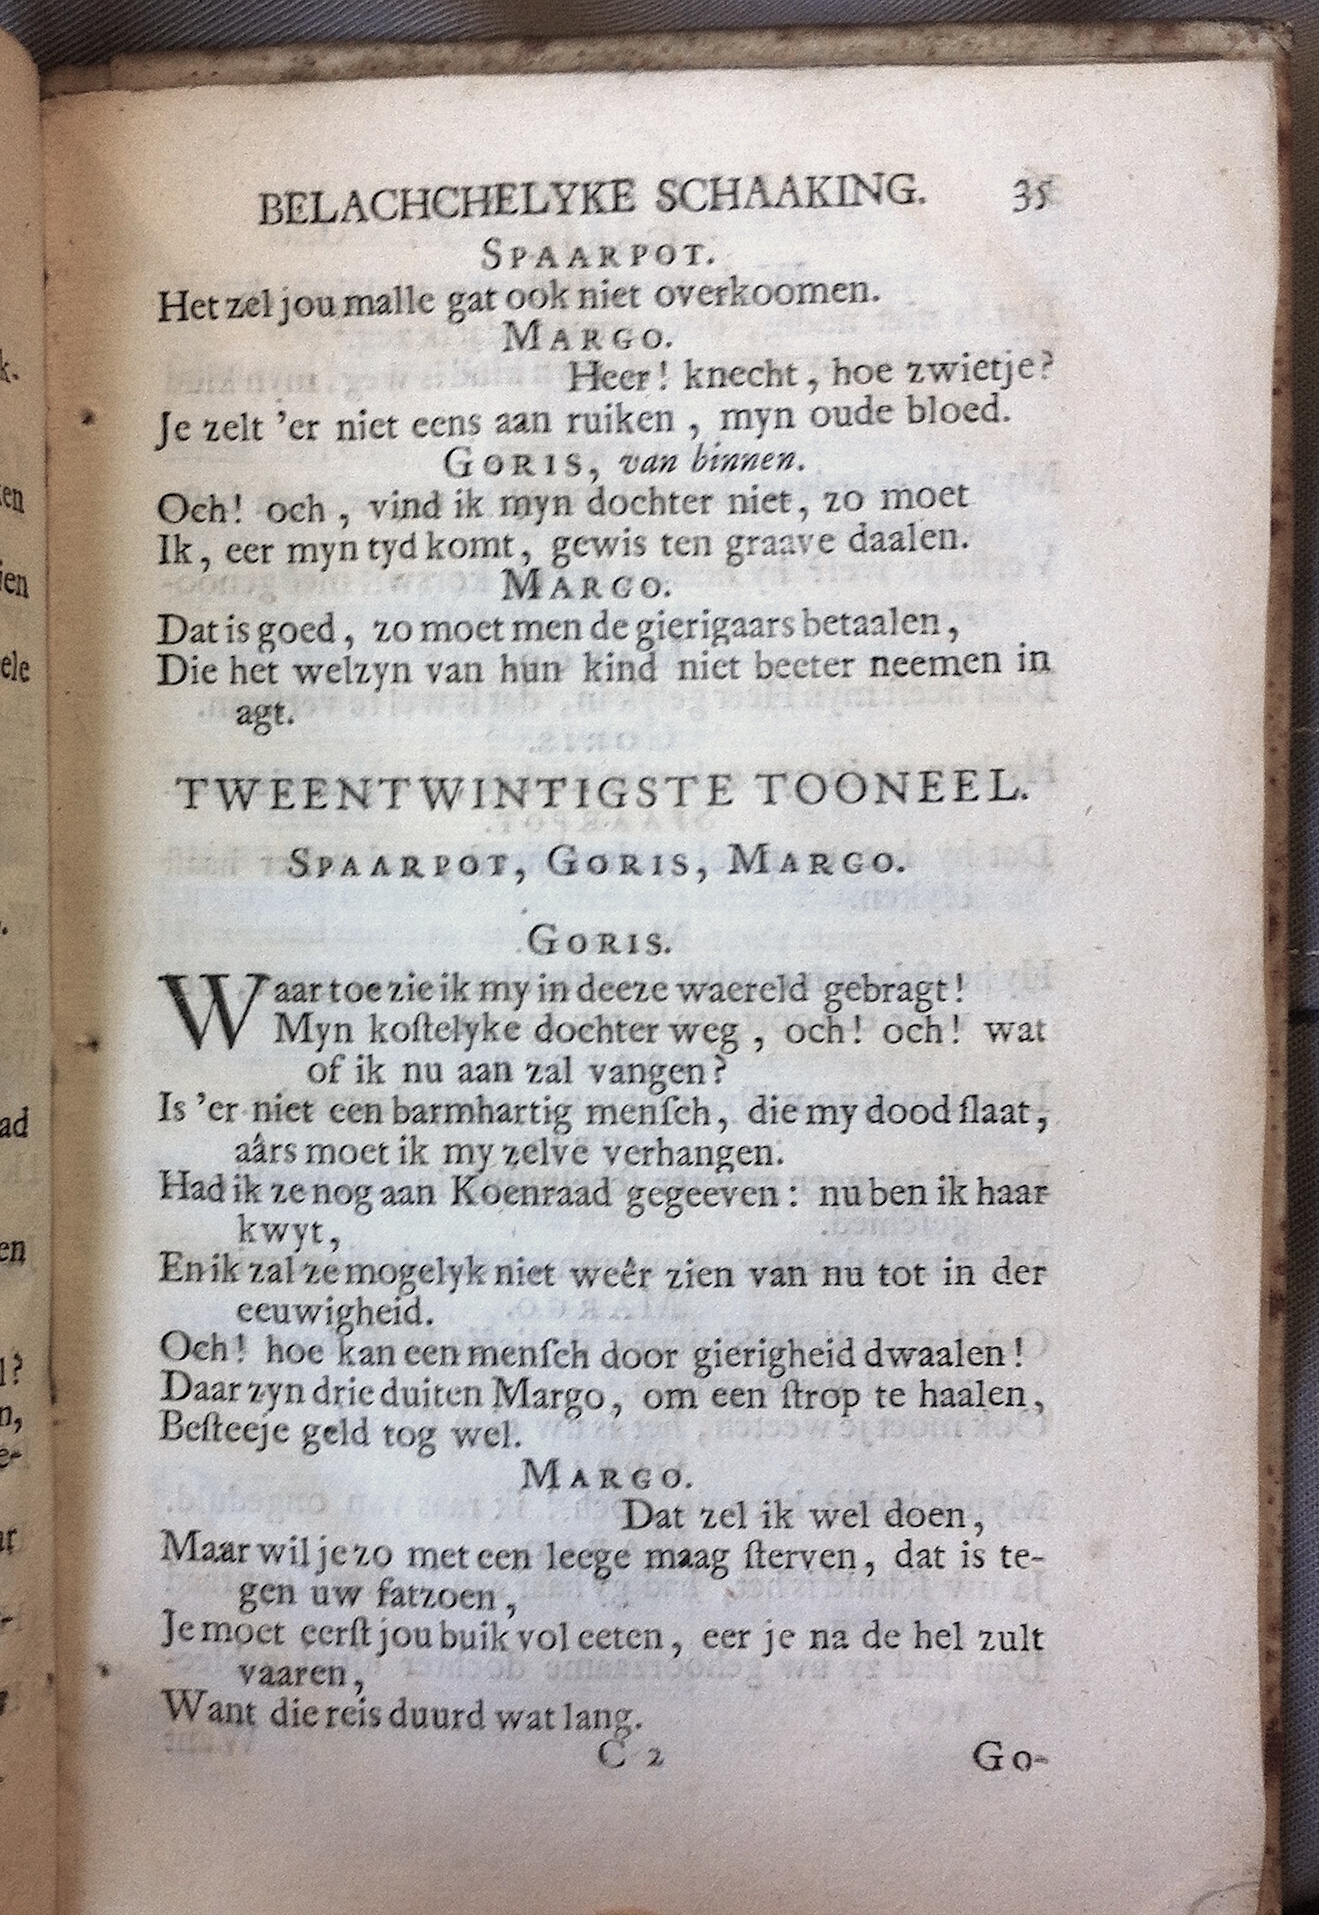 BELACHCHELYKE SCHAAKING. 35
SPAARPOT.
Het zel jou malle gat ook niet overkoomen.
MARGO.
Heer! knecht, hoe zwietje?
Je zelt 'er niet eens aan ruiken, myn oude bloed.
GORIS, van binnen.
Och! och, vind ik myn dochter niet, zo moet
Ik, eer myn tyd komt, gewis ten graave daalen.
MARGO.
Dat is goed, zo moet men de gierigaars betaalen,
Die het welzyn van hun kind niet beeter neemen in
agt.
TWEENTWINTIGSTE TOONEEL.
SPAARPOT, GORIS, MARGO.
GORIS.
Waar toe zie ik my in deeze waereld gebragt!
Myn koſtelyke dochter weg, och! och! wat
of ik nu aan zal vangen?
Is 'er niet een barmhartig menſch, die my dood ſlaat,
aârs moet ik my zelve verhangen.
Had ik ze nog aan Koenraad gegeeven: nu ben ik haar
kwyt,
En ik zal ze mogelyk niet weêr zien van nu tot in der
eeuwigheid.
Och! hoe kan een menſch door gierigheid dwaalen!
Daar zyn drie duiten Margo, om een ſtrop te haalen,
Beſteeje geld tog wel.
MARGO.
Dat zel ik wel doen,
Maar wil je zo met een leege maag ſterven, dat is te-
gen uw fatzoen,
Je moet eerſt jou buik vol eeten, eer je na de hel zult
vaaren,
Want die reis duurd wat lang.
C 2 Go-